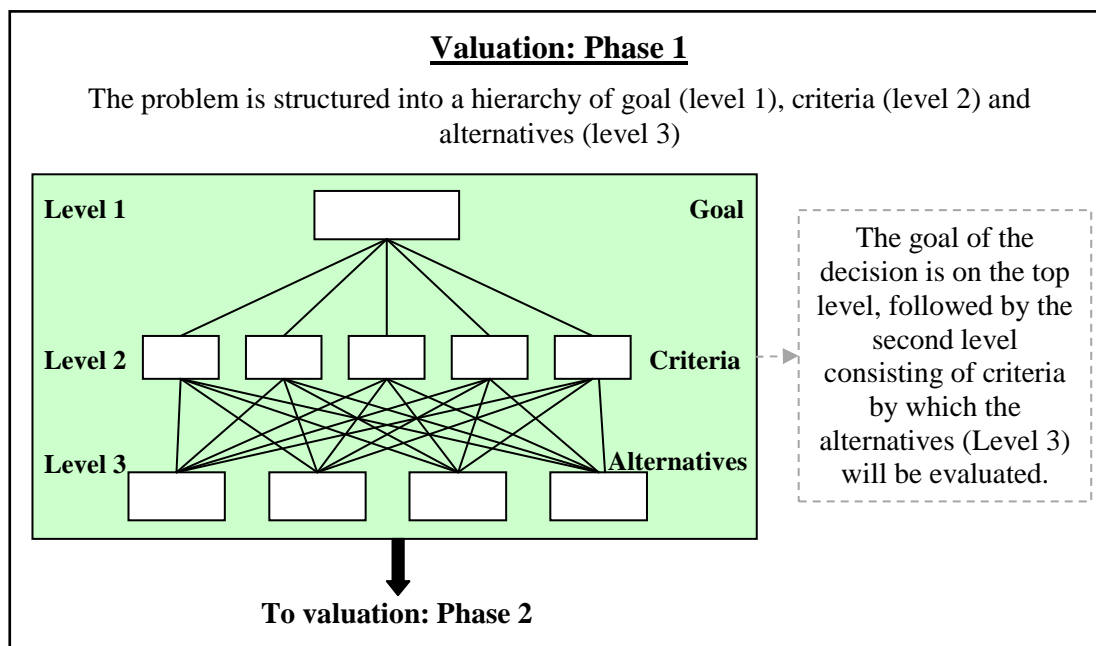 Valuation: Phase 1
The problem is structured into a hierarchy of goal (level 1), criteria (level 2) and
alternatives (level 3)
Level 1
Goal
Level 2
Criteria
Level 3
Alternatives
The goal of the
decision is on the top
level, followed by the
second level
consisting of criteria
by which the
alternatives (Level 3)
will be evaluated.
To valuation: Phase 2